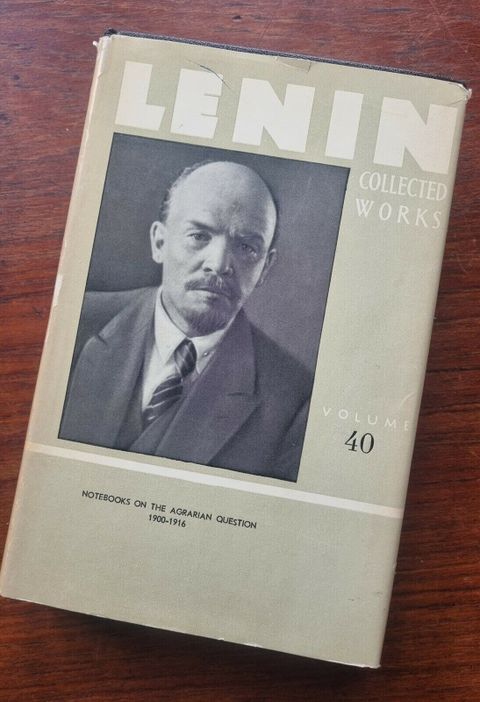 LENIN
COLLECTED
WORKS
VOLUME
40
NOTEBOOKS ON THE AGRARIAN QUESTION
1900-1916